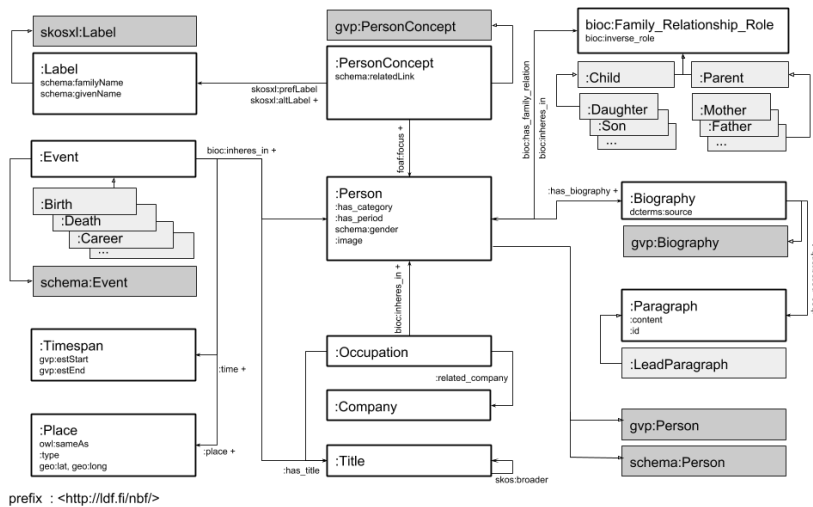 skosxl:Label
:Label
schema:familyName
schema:givenName
gvp:PersonConcept
:PersonConcept
schema:relatedLink
skosxl:prefLabel
skosxl:altLabel +
foaf:focus +
bioc:Family_Relationship_Role
bioc:inverse_role
:Child
:Parent
:Daughter
:Son
...
:Mother
:Father
...
bioc:has_family_relation
bioc:inheres_in
:Event
bioc:inheres_in +
:Birth
:Death
:Career
...
schema:Event
:Person
:has_category
:has_period
schema:gender
:image
:has_biography +
:Biography
dcterms:source
gvp:Biography
bioc:inheres_in +
:Paragraph
:content
:id
:LeadParagraph
:Timespan
gvp:estStart
gvp:estEnd
:time +
:Occupation
:related_company
:Company
:Place
owl:sameAs
:type
geo:lat, geo:long
:place +
:has_title
:Title
skos:broader
gvp:Person
schema:Person
prefix : <http://ldf.fi/nbf/>